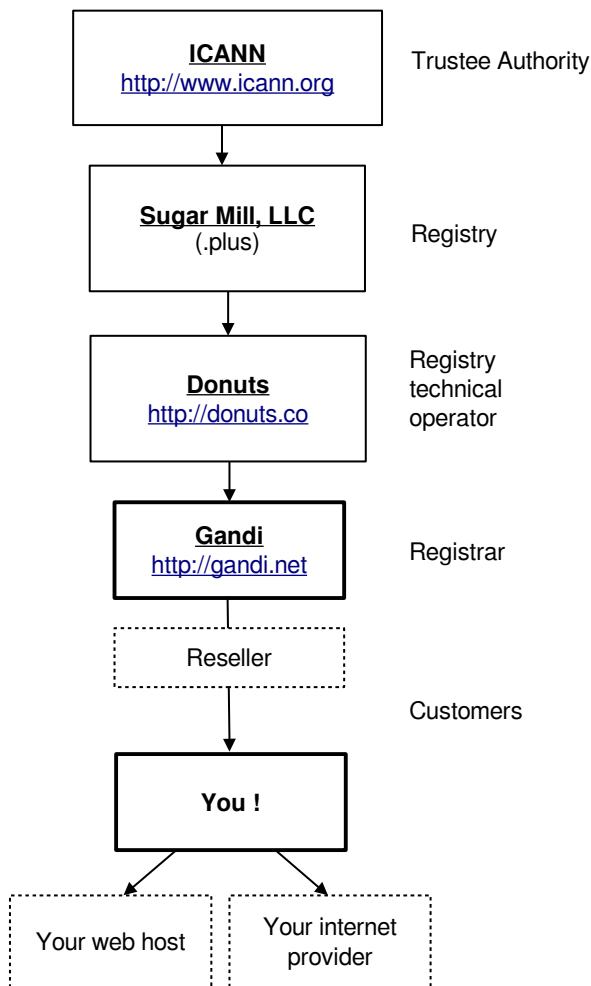 ICANN
http://www.icann.org
Trustee Authority
Sugar Mill, LLC
(.plus)
Registry
Donuts
http://donuts.co
Registry
technical
operator
Gandi
http://gandi.net
Registrar
Reseller
Customers
You !
Your web host
Your internet
provider